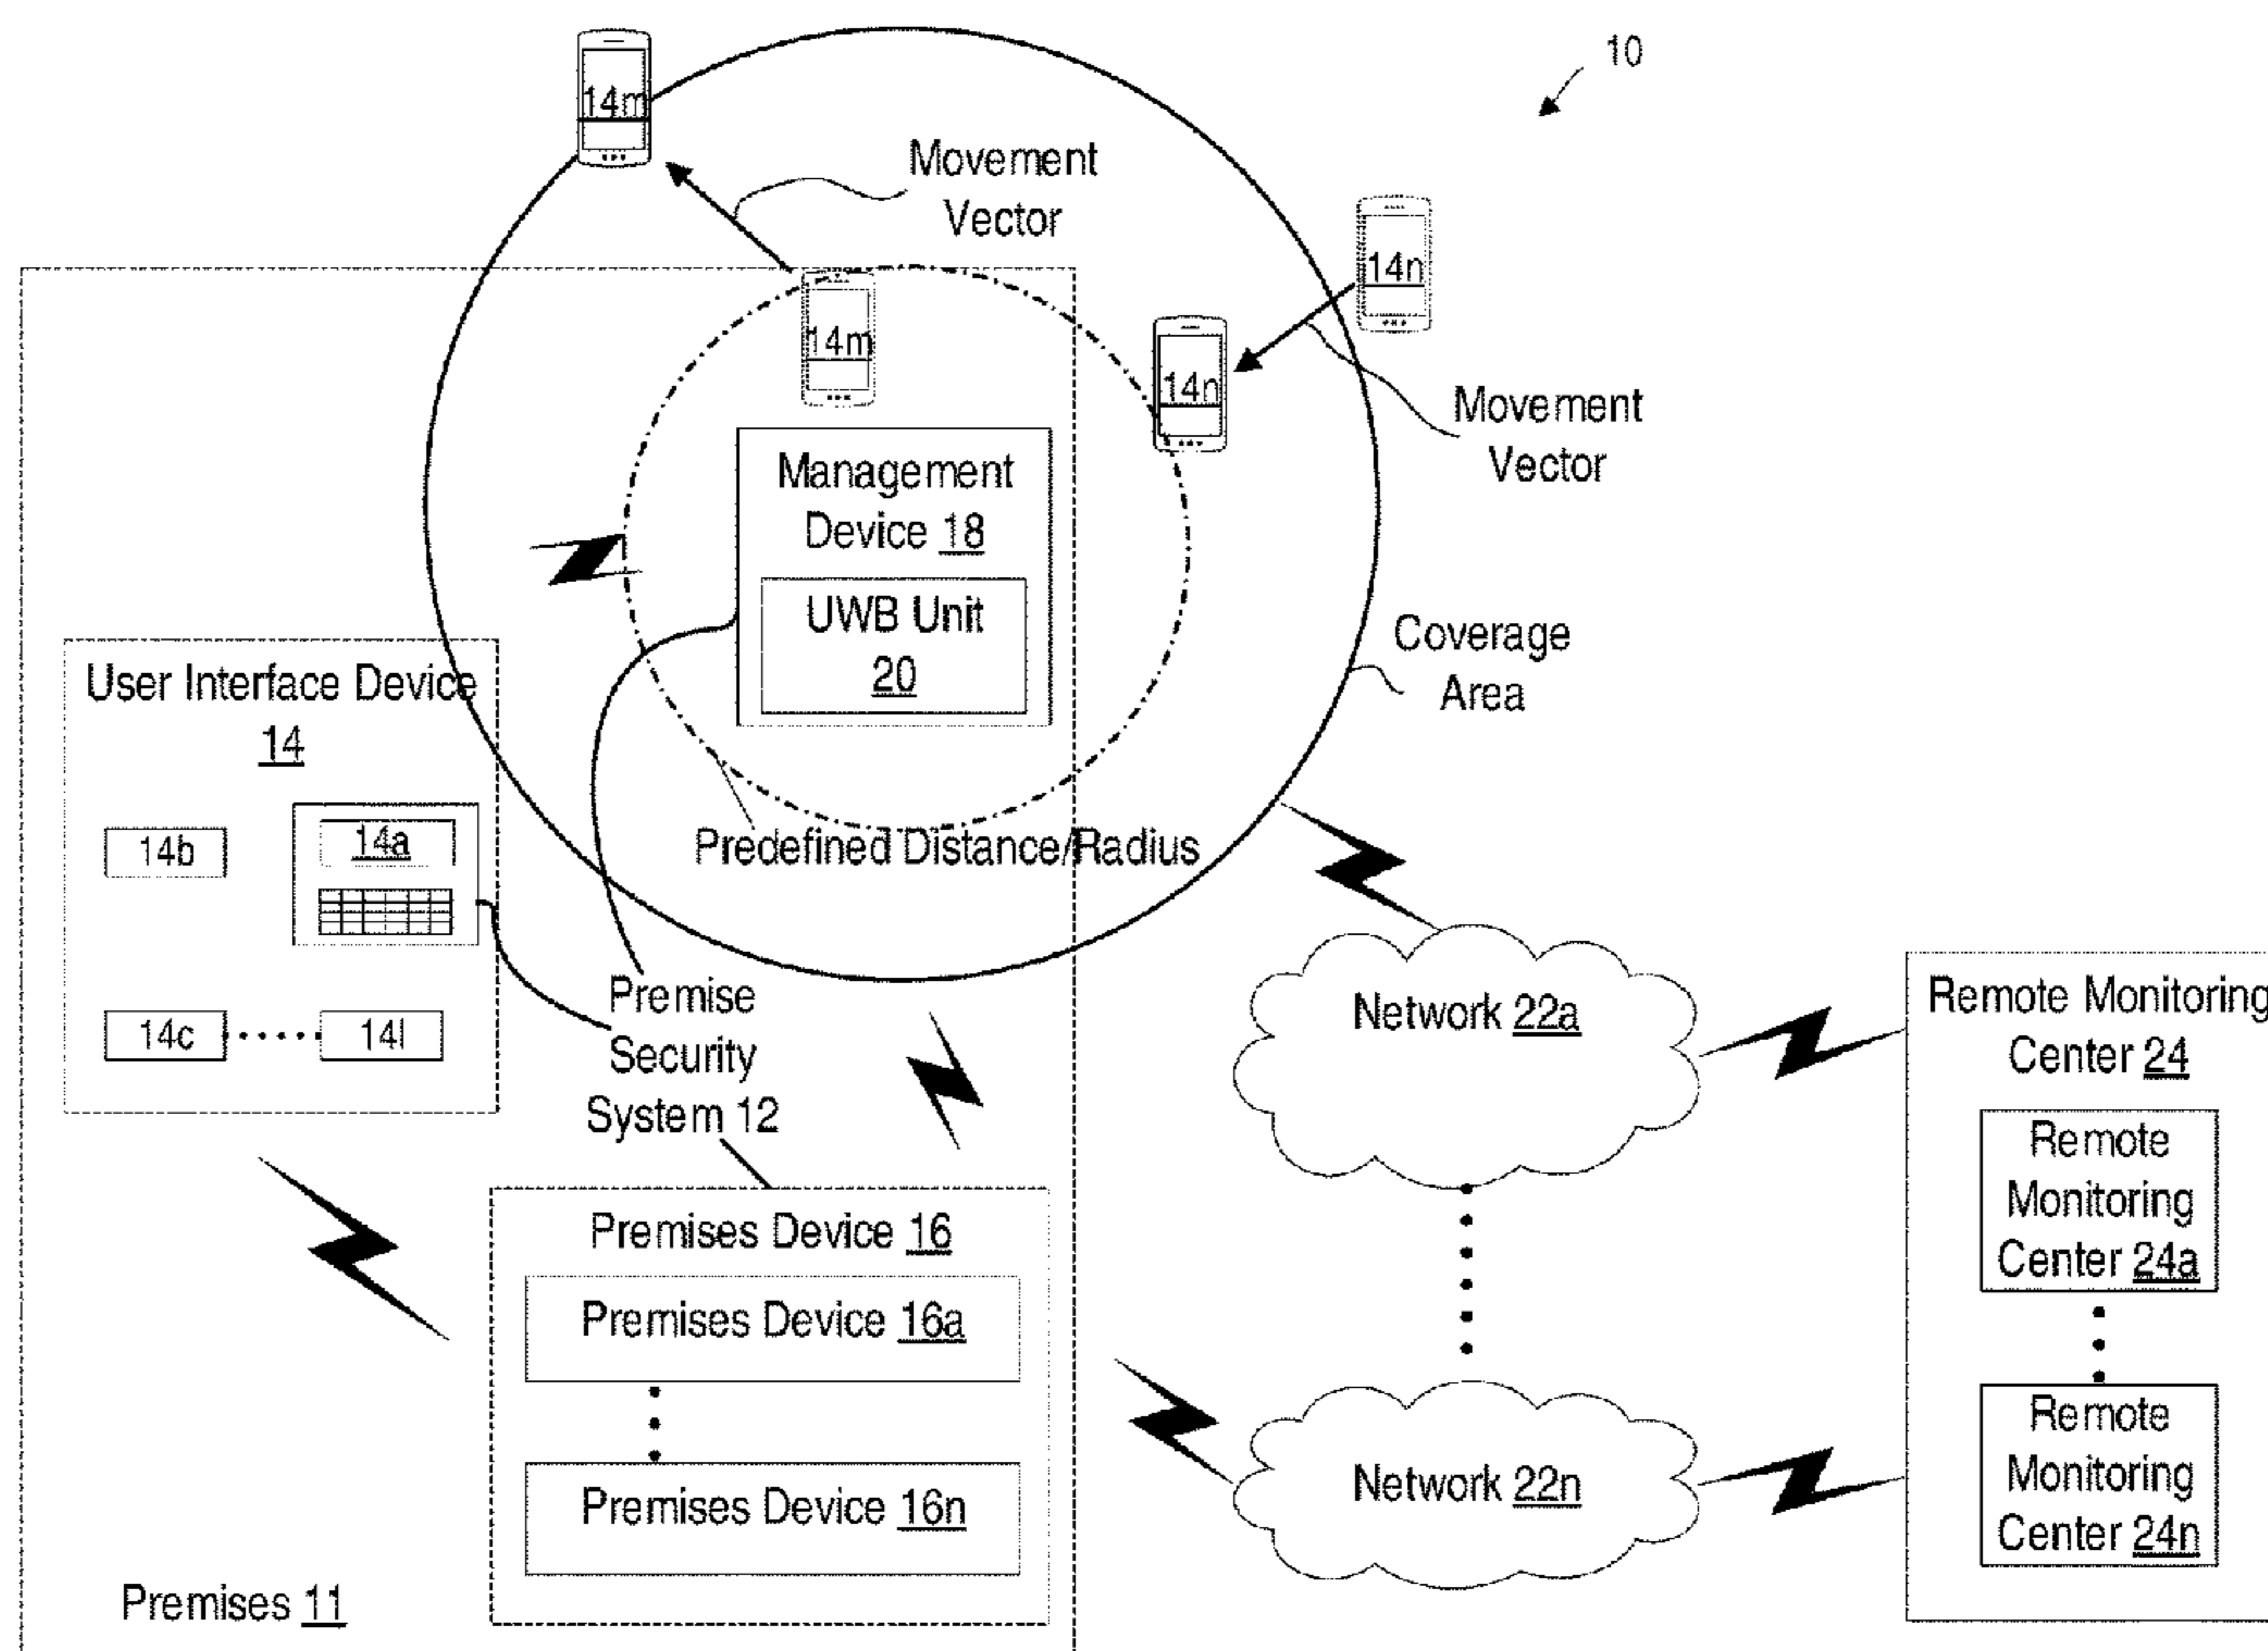 10
14m
Movement
Vector
14n
14m
14n
Movement
Vector
Management
Device 18
UWB Unit
20
Coverage
Area
User Interface Device
14
14b
14a
14c
14l
Predefined Distance/Radius
Premise
Security
System 12
Network 22a
Remote Monitoring
Center 24
Remote
Monitoring
Center 24a
Premises Device 16
Premises Device 16a
Premises Device 16n
Network 22n
Remote
Monitoring
Center 24n
Premises 11